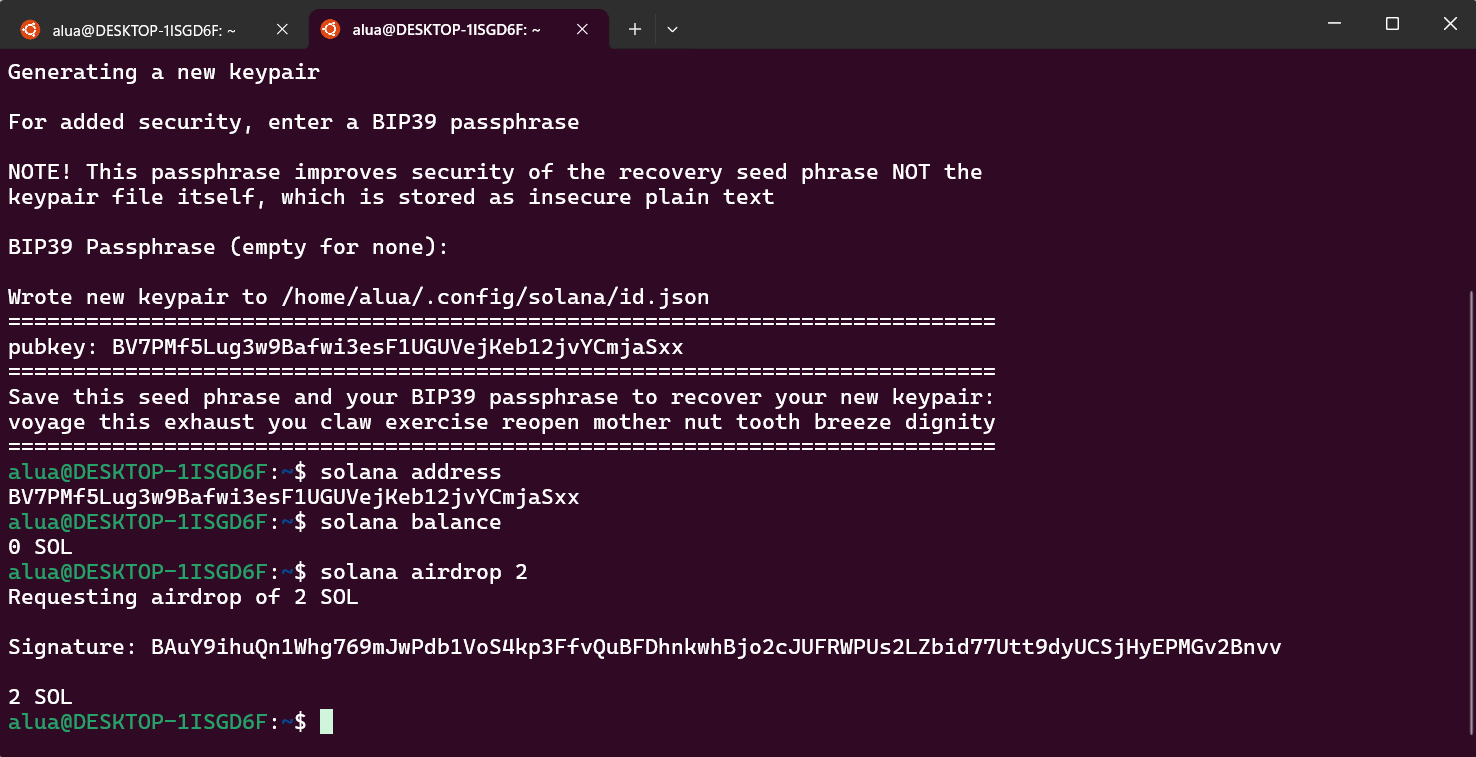 alua@DESKTOP-1ISGD6F: ~
alua@DESKTOP-1ISGD6F: ~
Generating a new keypair
For added security, enter a BIP39 passphrase
NOTE! This passphrase improves security of the recovery seed phrase NOT the
keypair file itself, which is stored as insecure plain text
BIP39 Passphrase (empty for none):
Wrote new keypair to /home/alua/.config/solana/id.json
============================================================================
pubkey: BV7PMf5Lug3w9Bafwi3esF1UGUVejKeb12jvYCmjaSxx
============================================================================
Save this seed phrase and your BIP39 passphrase to recover your new keypair:
voyage this exhaust you claw exercise reopen mother nut tooth breeze dignity
============================================================================
alua@DESKTOP-1ISGD6F:~$ solana address
BV7PMf5Lug3w9Bafwi3esF1UGUVejKeb12jvYCmjaSxx
alua@DESKTOP-1ISGD6F:~$ solana balance
0 SOL
alua@DESKTOP-1ISGD6F:~$ solana airdrop 2
Requesting airdrop of 2 SOL
Signature: BAuY9ihuQn1Whg769mJwPdb1VoS4kp3FfvQuBFDhnkwhBjo2cJUFRWPUs2LZbid77Utt9dyUCSjHyEPMGv2Bnvv
2 SOL
alua@DESKTOP-1ISGD6F:~$